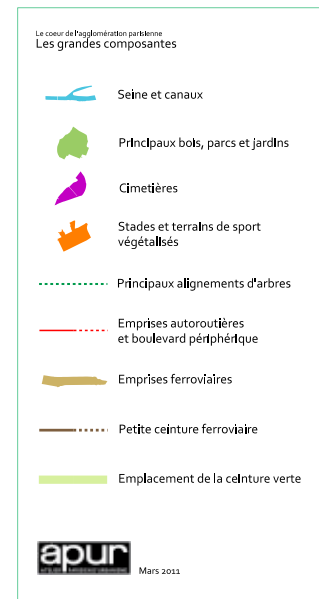 Le coeur de l'agglomération parisienne
Les grandes composantes
Seine et canaux
Principaux bois, parcs et jardins
Cimetières
Stades et terrains de sport
végétalisés
Principaux alignements d'arbres
Emprises autoroutières
et boulevard périphérique
Emprises ferroviaires
Petite ceinture ferroviaire
Emplacement de la ceinture verte
apur
Mars 2011